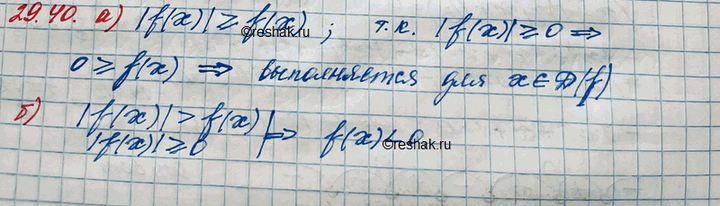 29.40. а) |f(x)| ≥ f(x) ; т.к. |f(x)| ≥ 0 ⇒
©reshak.ru
0 ≥ f(x) ⇒ выполняется для x ∈ D(f)
б) |f(x)| > f(x)
|f(x)| ≥ 0 | ⇒ f(x) < 0
©reshak.ru